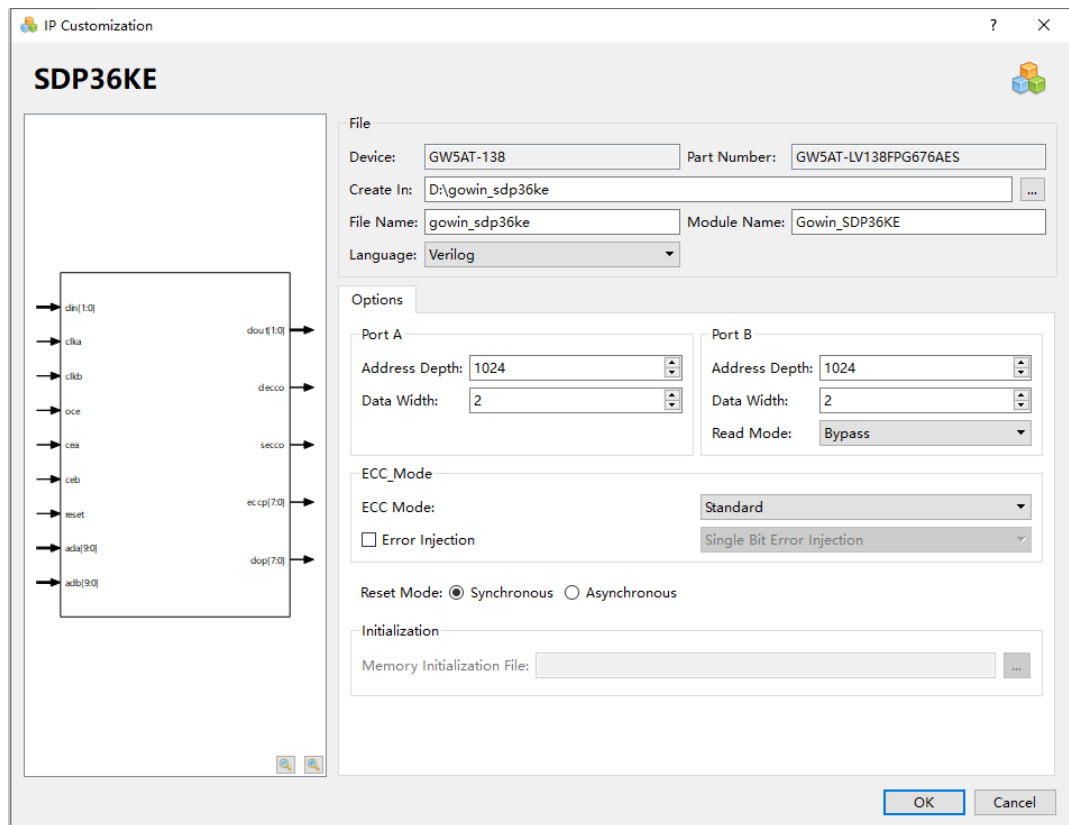 IP Customization ?
SDP36KE
din[1:0]
clka
clkb
oce
cea
ceb
reset
ada[9:0]
adb[9:0]
dout[1:0]
decco
secco
eccp[7:0]
dop[7:0]
File
Device: GW5AT-138 Part Number: GW5AT-LV138FPG676AES
Create In: D:\gowin_sdp36ke ...
File Name: gowin_sdp36ke Module Name: Gowin_SDP36KE
Language: Verilog
Options
Port A
Address Depth: 1024
Data Width: 2
Port B
Address Depth: 1024
Data Width: 2
Read Mode: Bypass
ECC_Mode
ECC Mode: Standard
Error Injection Single Bit Error Injection
Reset Mode: Synchronous Asynchronous
Initialization
Memory Initialization File: ...
OK Cancel